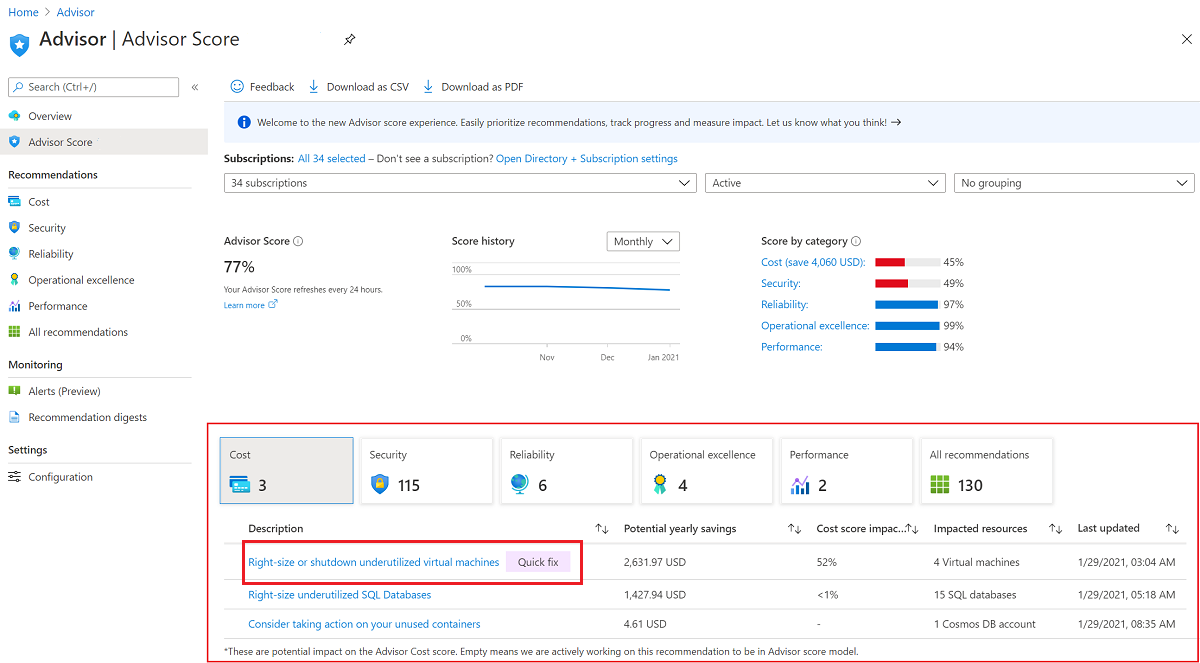 Home > Advisor
Advisor | Advisor Score
Search (Ctrl+/)
«
Overview
Advisor Score
Recommendations
Cost
Security
Reliability
Operational excellence
Performance
All recommendations
Monitoring
Alerts (Preview)
Recommendation digests
Settings
Configuration
Feedback Download as CSV Download as PDF
Welcome to the new Advisor score experience. Easily prioritize recommendations, track progress and measure impact. Let us know what you think! →
Subscriptions: All 34 selected – Don't see a subscription? Open Directory + Subscription settings
34 subscriptions Active No grouping
Advisor Score
77%
Your Advisor Score refreshes every 24 hours.
Learn more
Score history Monthly
100%
50%
0%
Nov Dec Jan 2021
Score by category
Cost (save 4,060 USD): 45%
Security: 49%
Reliability: 97%
Operational excellence: 99%
Performance: 94%
Cost Security Reliability Operational excellence Performance All recommendations
3 115 6 4 2 130
Description Potential yearly savings Cost score impac... Impacted resources Last updated
Right-size or shutdown underutilized virtual machines Quick fix 2,631.97 USD 52% 4 Virtual machines 1/29/2021, 03:04 AM
Right-size underutilized SQL Databases 1,427.94 USD <1% 15 SQL databases 1/29/2021, 05:18 AM
Consider taking action on your unused containers 4.61 USD - 1 Cosmos DB account 1/29/2021, 08:35 AM
*These are potential impact on the Advisor Cost score. Empty means we are actively working on this recommendation to be in Advisor score model.